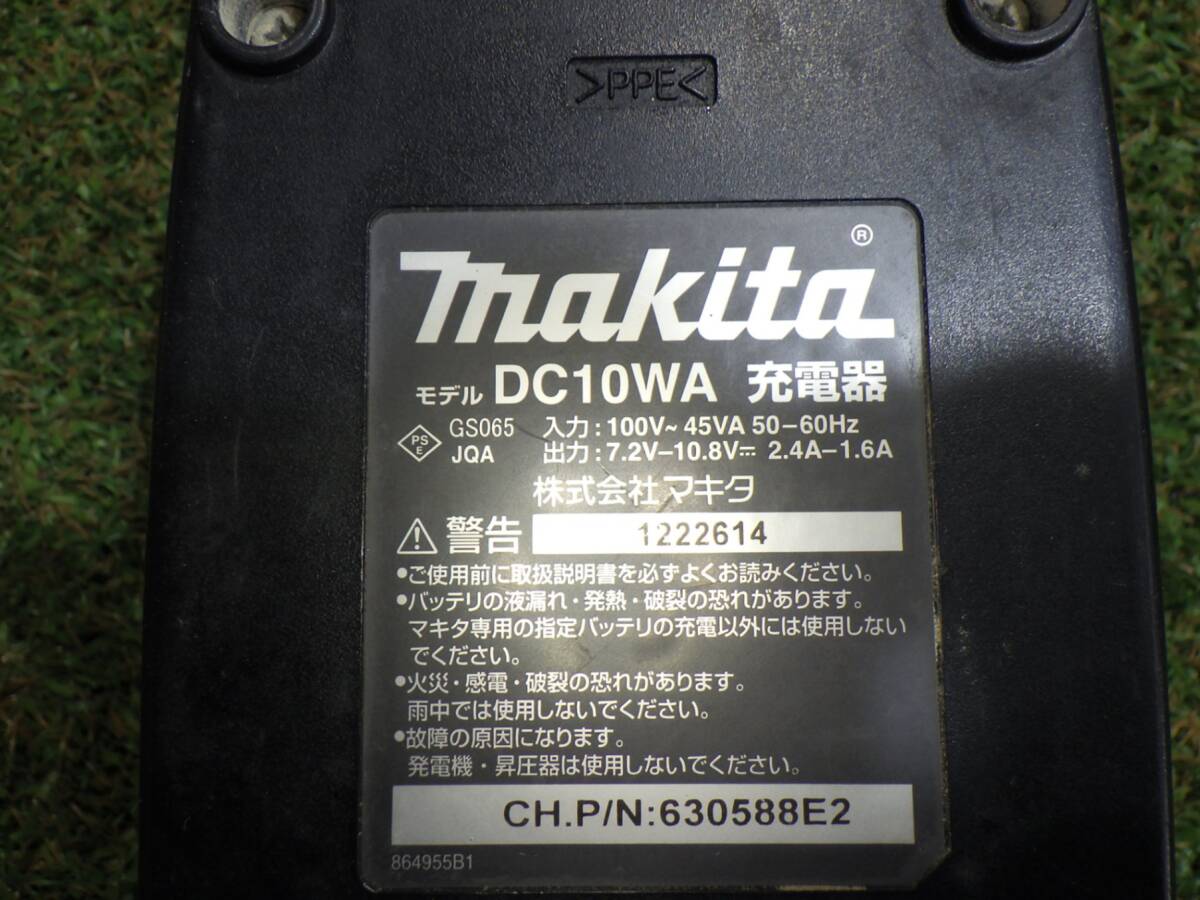 >PPE<
makita ®
モデル DC10WA 充電器
PSE GS065 入力:100V~ 45VA 50-60Hz
JQA 出力:7.2V-10.8V⎓ 2.4A-1.6A
株式会社マキタ
⚠警告 1222614
•ご使用前に取扱説明書を必ずよくお読みください。
•バッテリの液漏れ・発熱・破裂の恐れがあります。
マキタ専用の指定バッテリの充電以外には使用しない
でください。
•火災・感電・破裂の恐れがあります。
雨中では使用しないでください。
•故障の原因になります。
発電機・昇圧器は使用しないでください。
CH.P/N:630588E2
864955B1